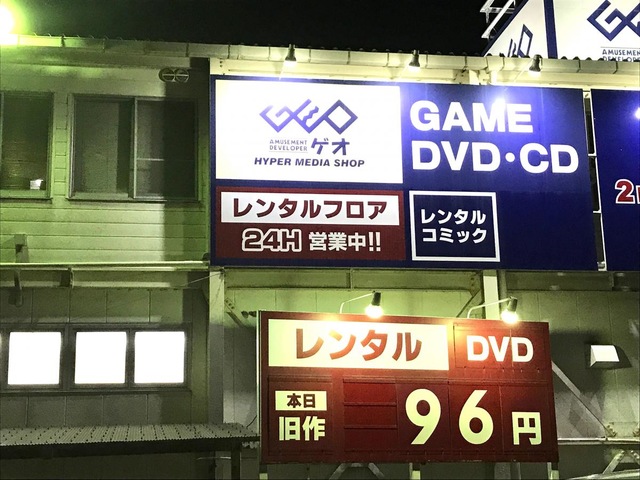 GEO
AMUSEMENT
DEVELOPER ゲオ
HYPER MEDIA SHOP
GAME
DVD・CD
レンタルフロア
24H 営業中!!
レンタル
コミック
2
レンタル DVD
本日
旧作
96円